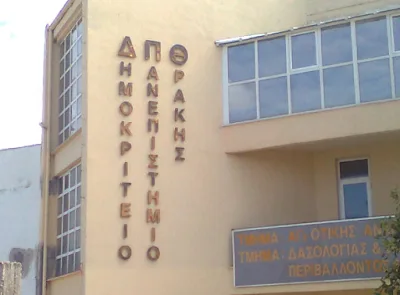 Δημοκριτειο
Πανεπιστημιο
Θρακης
ΤΜΗΜΑ
ΤΜΗΜΑ ΔΑΣΟΛΟΓΙΑΣ &
ΠΕΡΙΒΑΛΛΟΝΤΟΣ